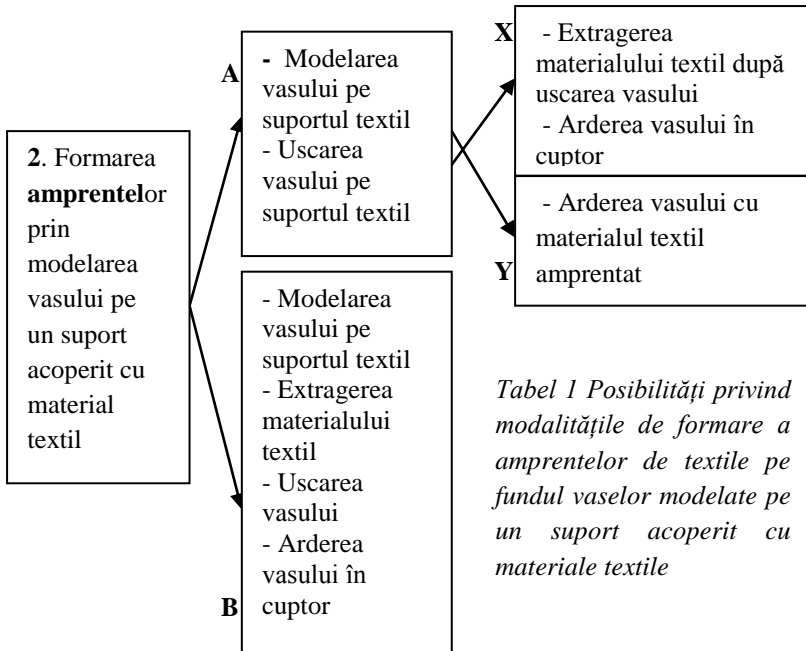 2. Formarea
amprentelor
prin
modelarea
vasului pe
un suport
acoperit cu
material
textil
A
- Modelarea
vasului pe
suportul textil
- Uscarea
vasului pe
suportul textil
B
- Modelarea
vasului pe
suportul textil
- Extragerea
materialului
textil
- Uscarea
vasului
- Arderea
vasului în
cuptor
X
- Extragerea
materialului textil după
uscarea vasului
- Arderea vasului în
cuptor
Y
- Arderea vasului cu
materialul textil
amprentat
Tabel 1 Posibilități privind
modalitățile de formare a
amprentelor de textile pe
fundul vaselor modelate pe
un suport acoperit cu
materiale textile